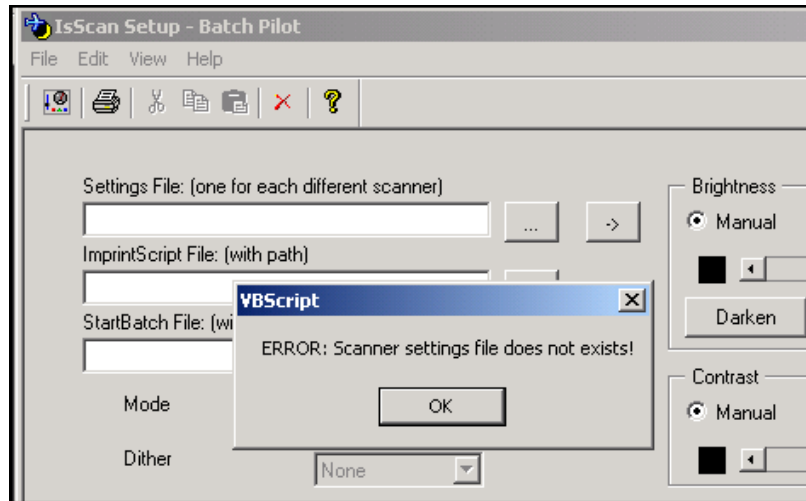 IsScan Setup - Batch Pilot
File Edit View Help
Settings File: (one for each different scanner)
... ->
ImprintScript File: (with path)
StartBatch File: (wi
Mode
Dither
None
VBScript
ERROR: Scanner settings file does not exists!
OK
Brightness
Manual
Darken
Contrast
Manual